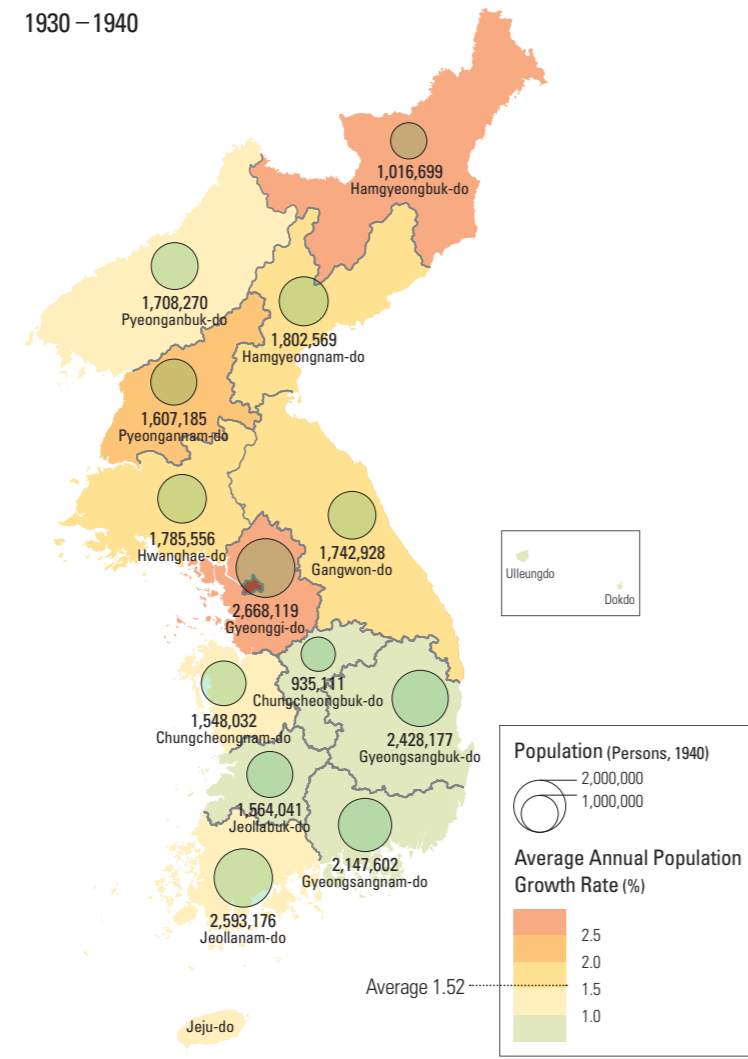 1930 – 1940
1,016,699
Hamgyeongbuk-do
1,708,270
Pyeonganbuk-do
1,802,569
Hamgyeongnam-do
1,607,185
Pyeongannam-do
1,785,556
Hwanghae-do
1,742,928
Gangwon-do
2,668,119
Gyeonggi-do
Ulleungdo
Dokdo
935,111
Chungcheongbuk-do
1,548,032
Chungcheongnam-do
2,428,177
Gyeongsangbuk-do
1,564,041
Jeollabuk-do
2,147,602
Gyeongsangnam-do
2,593,176
Jeollanam-do
Jeju-do
Population (Persons, 1940)
2,000,000
1,000,000
Average Annual Population
Growth Rate (%)
2.5
2.0
Average 1.52
1.5
1.0